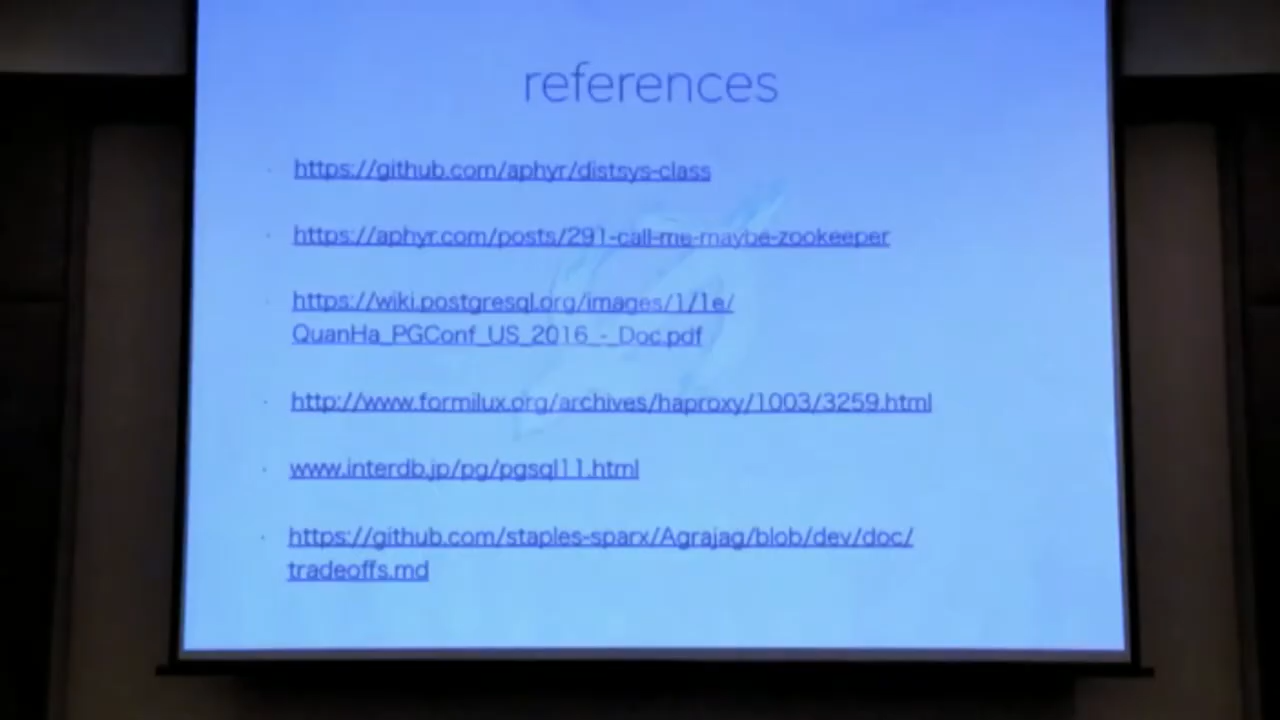 references
https://github.com/aphyr/distsys-class
https://aphyr.com/posts/291-call-me-maybe-zookeeper
https://wiki.postgresql.org/images/1/1e/
QuanHa_PGConf_US_2016_-_Doc.pdf
http://www.formilux.org/archives/haproxy/1003/3259.html
www.interdb.jp/pg/pgsql11.html
https://github.com/staples-sparx/Agrajag/blob/dev/doc/
tradeoffs.md